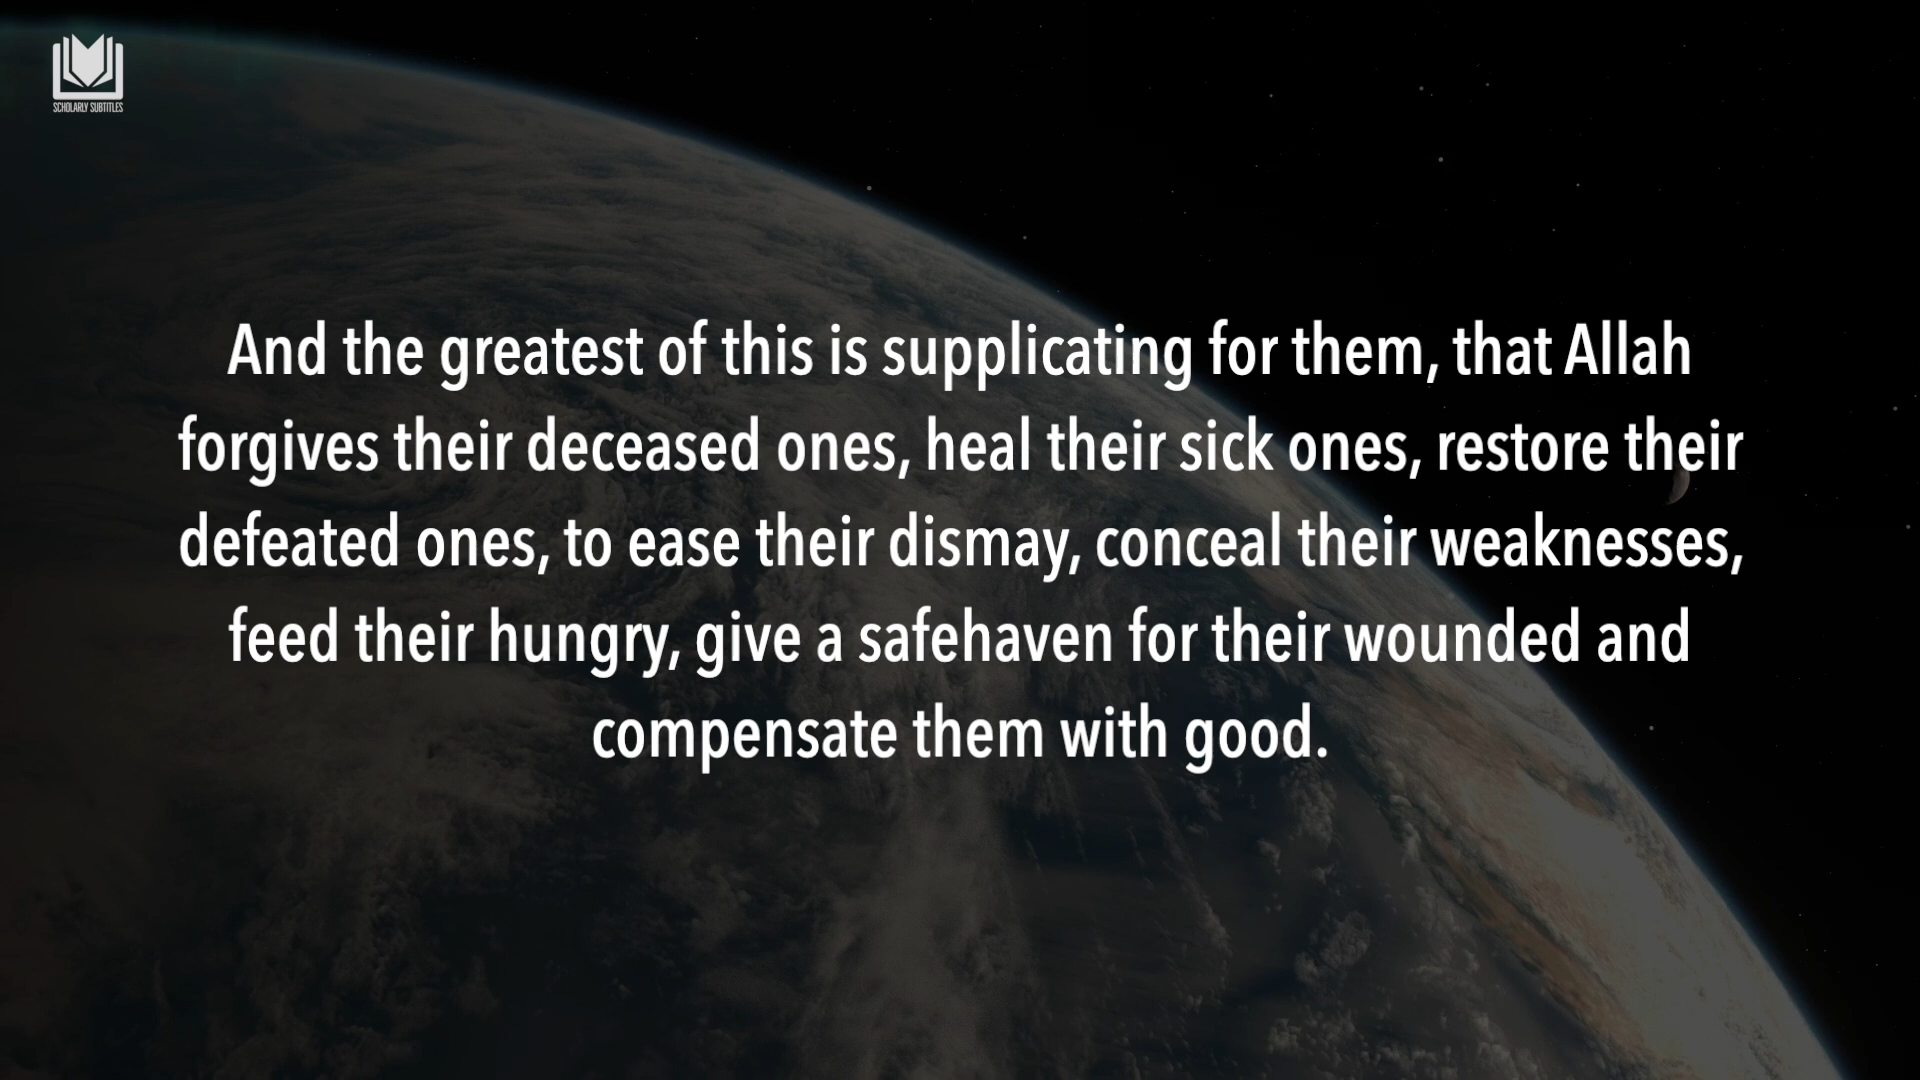 SCHOLARLY SUBTITLES
And the greatest of this is supplicating for them, that Allah
forgives their deceased ones, heal their sick ones, restore their
defeated ones, to ease their dismay, conceal their weaknesses,
feed their hungry, give a safehaven for their wounded and
compensate them with good.